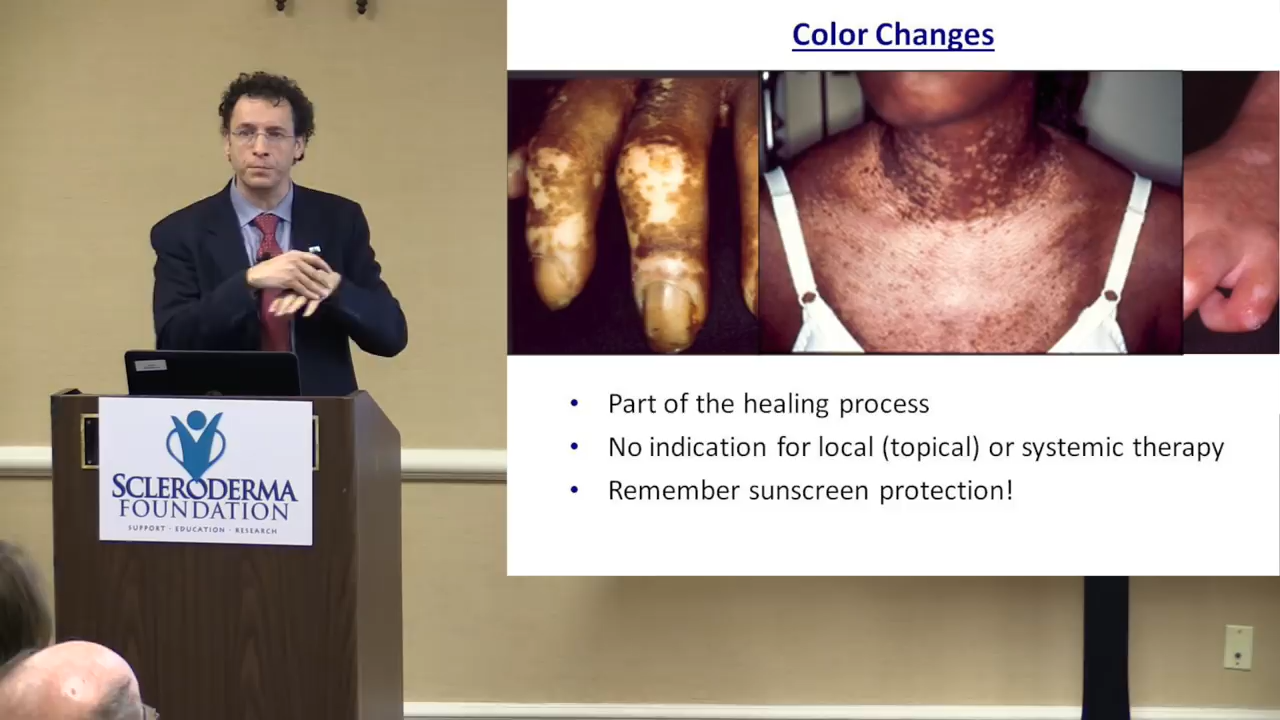 Color Changes
• Part of the healing process
• No indication for local (topical) or systemic therapy
• Remember sunscreen protection!
SCLERODERMA
FOUNDATION
SUPPORT · EDUCATION · RESEARCH